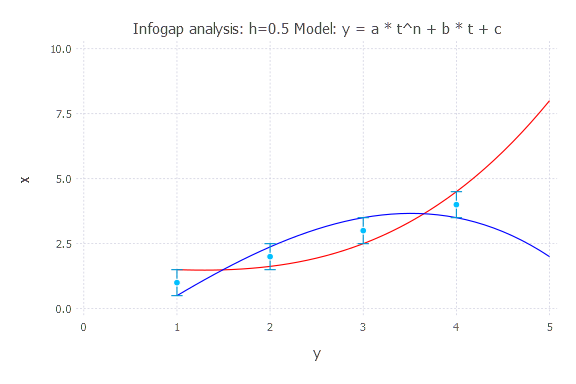 Infogap analysis: h=0.5 Model: y = a * t^n + b * t + c
10.0
7.5
5.0
2.5
0.0
x
0 1 2 3 4 5
y